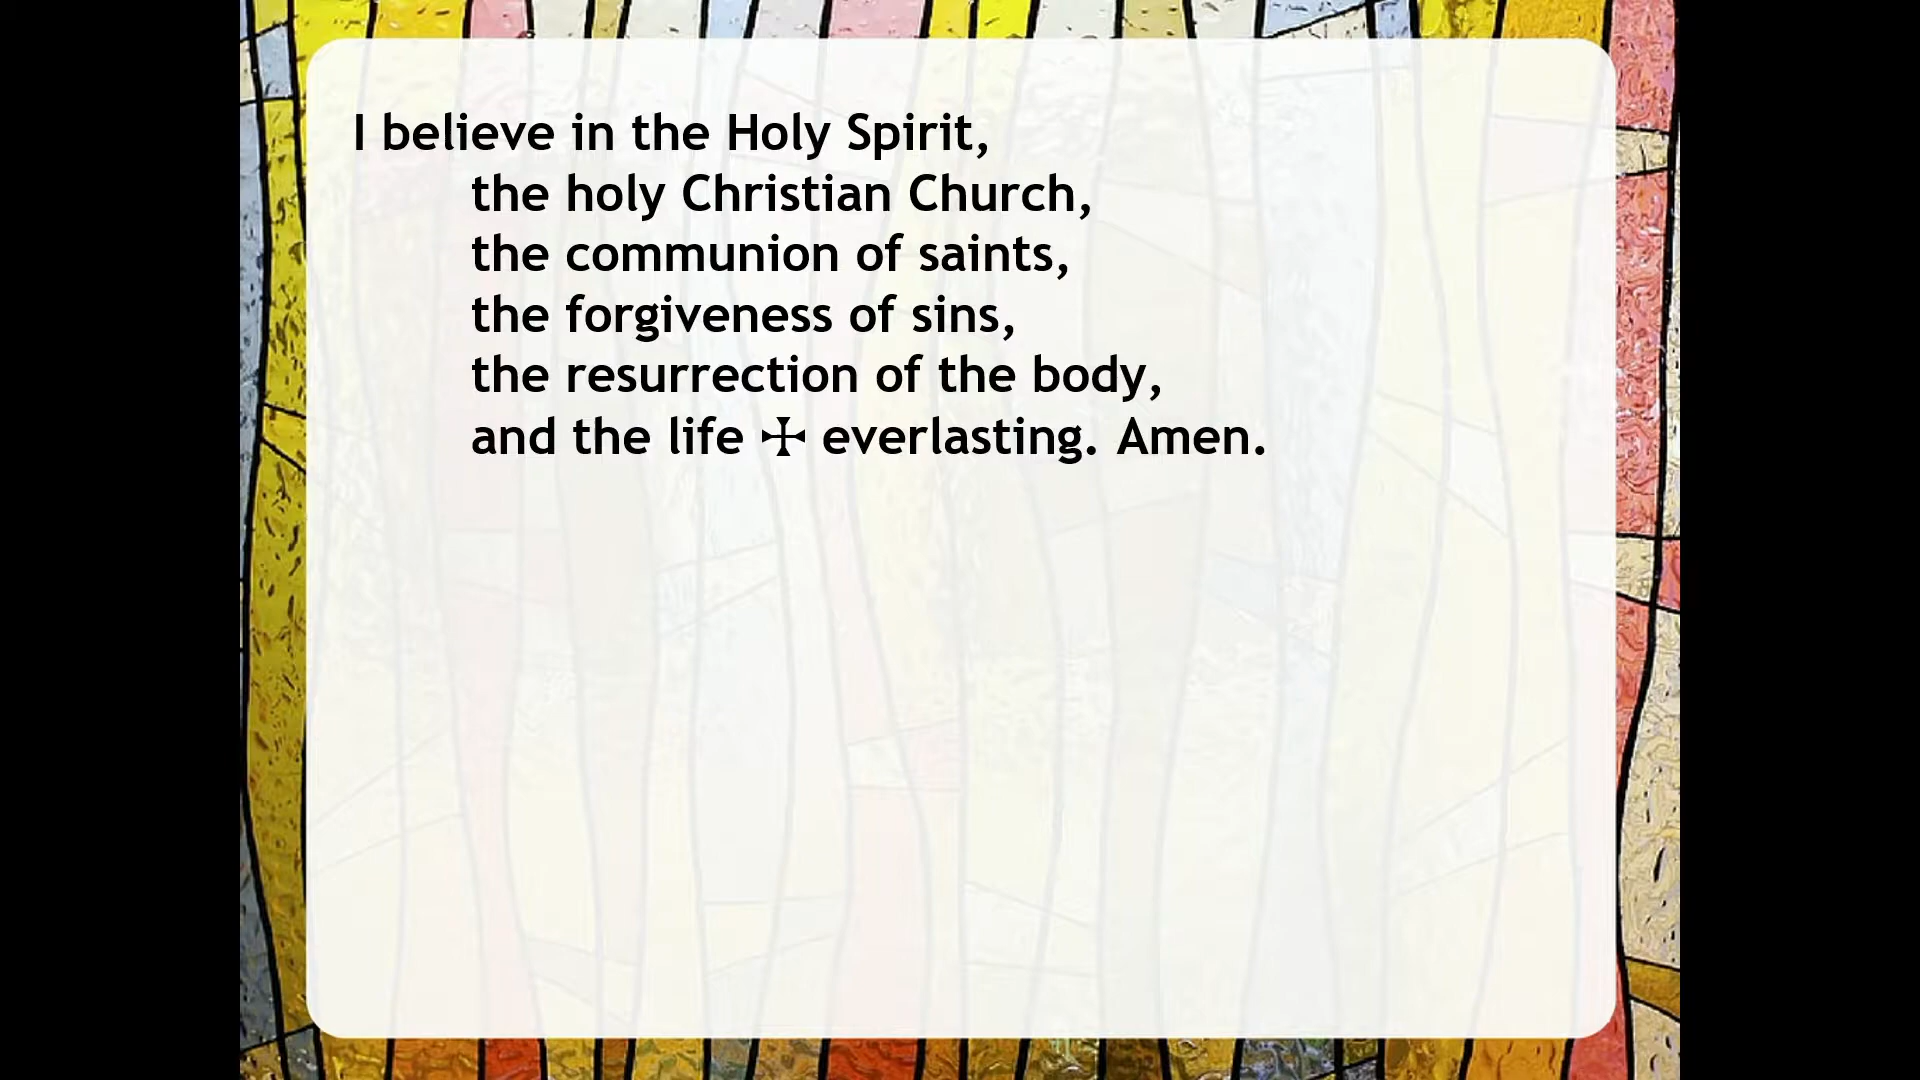 I believe in the Holy Spirit,
the holy Christian Church,
the communion of saints,
the forgiveness of sins,
the resurrection of the body,
and the life ☩ everlasting. Amen.